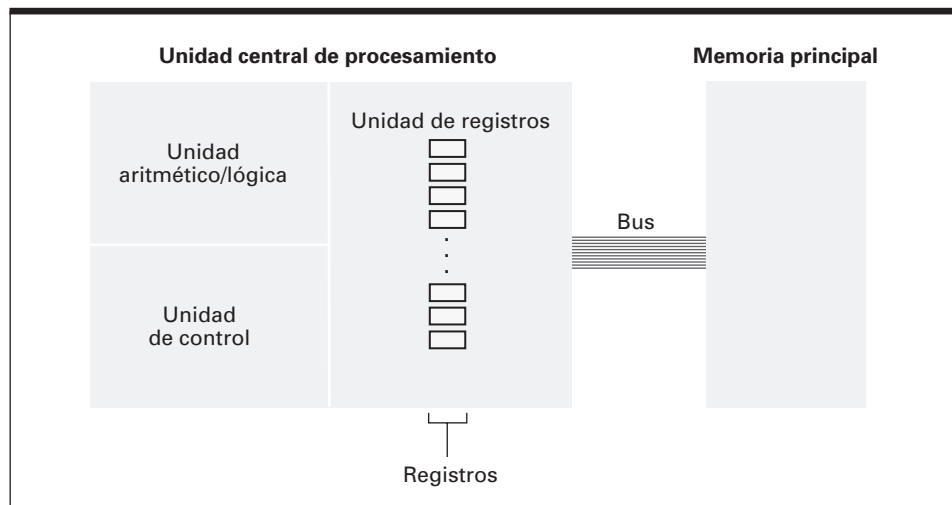 Unidad central de procesamiento
Memoria principal
Unidad
aritmético/lógica
Unidad de registros
Bus
Unidad
de control
Registros